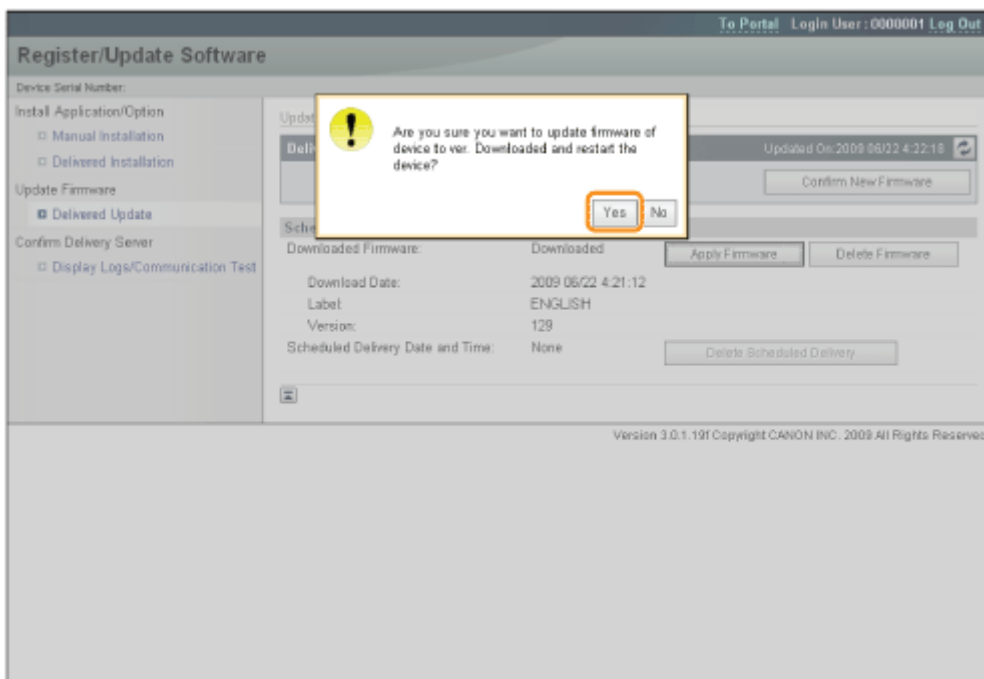 To Portal Login User : 0000001 Log Out
Register/Update Software
Device Serial Number:
Install Application/Option
Manual Installation
Delivered Installation
Update Firmware
Delivered Update
Confirm Delivery Server
Display Logs/Communication Test
Updat
Deli
Updated On:2009 06/22 4:22:18
Confirm New Firmware
Are you sure you want to update firmware of
device to ver. Downloaded and restart the
device?
Yes No
Sche
Downloaded Firmware: Downloaded Apply Firmware Delete Firmware
Download Date: 2009 06/22 4:21:12
Label: ENGLISH
Version: 129
Scheduled Delivery Date and Time: None Delete Scheduled Delivery
Version 3.0.1.19f Copyright CANON INC. 2009 All Rights Reserved